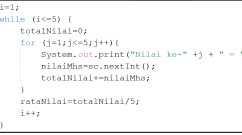 i=1;
while (i<=5) {
totalNilai=0;
for (j=1;j<=5;j++){
System.out.print("Nilai ke-" +j + " = "
nilaiMhs=sc.nextInt();
totalNilai+=nilaiMhs;
}
rataNilai=totalNilai/5;
i++;
}